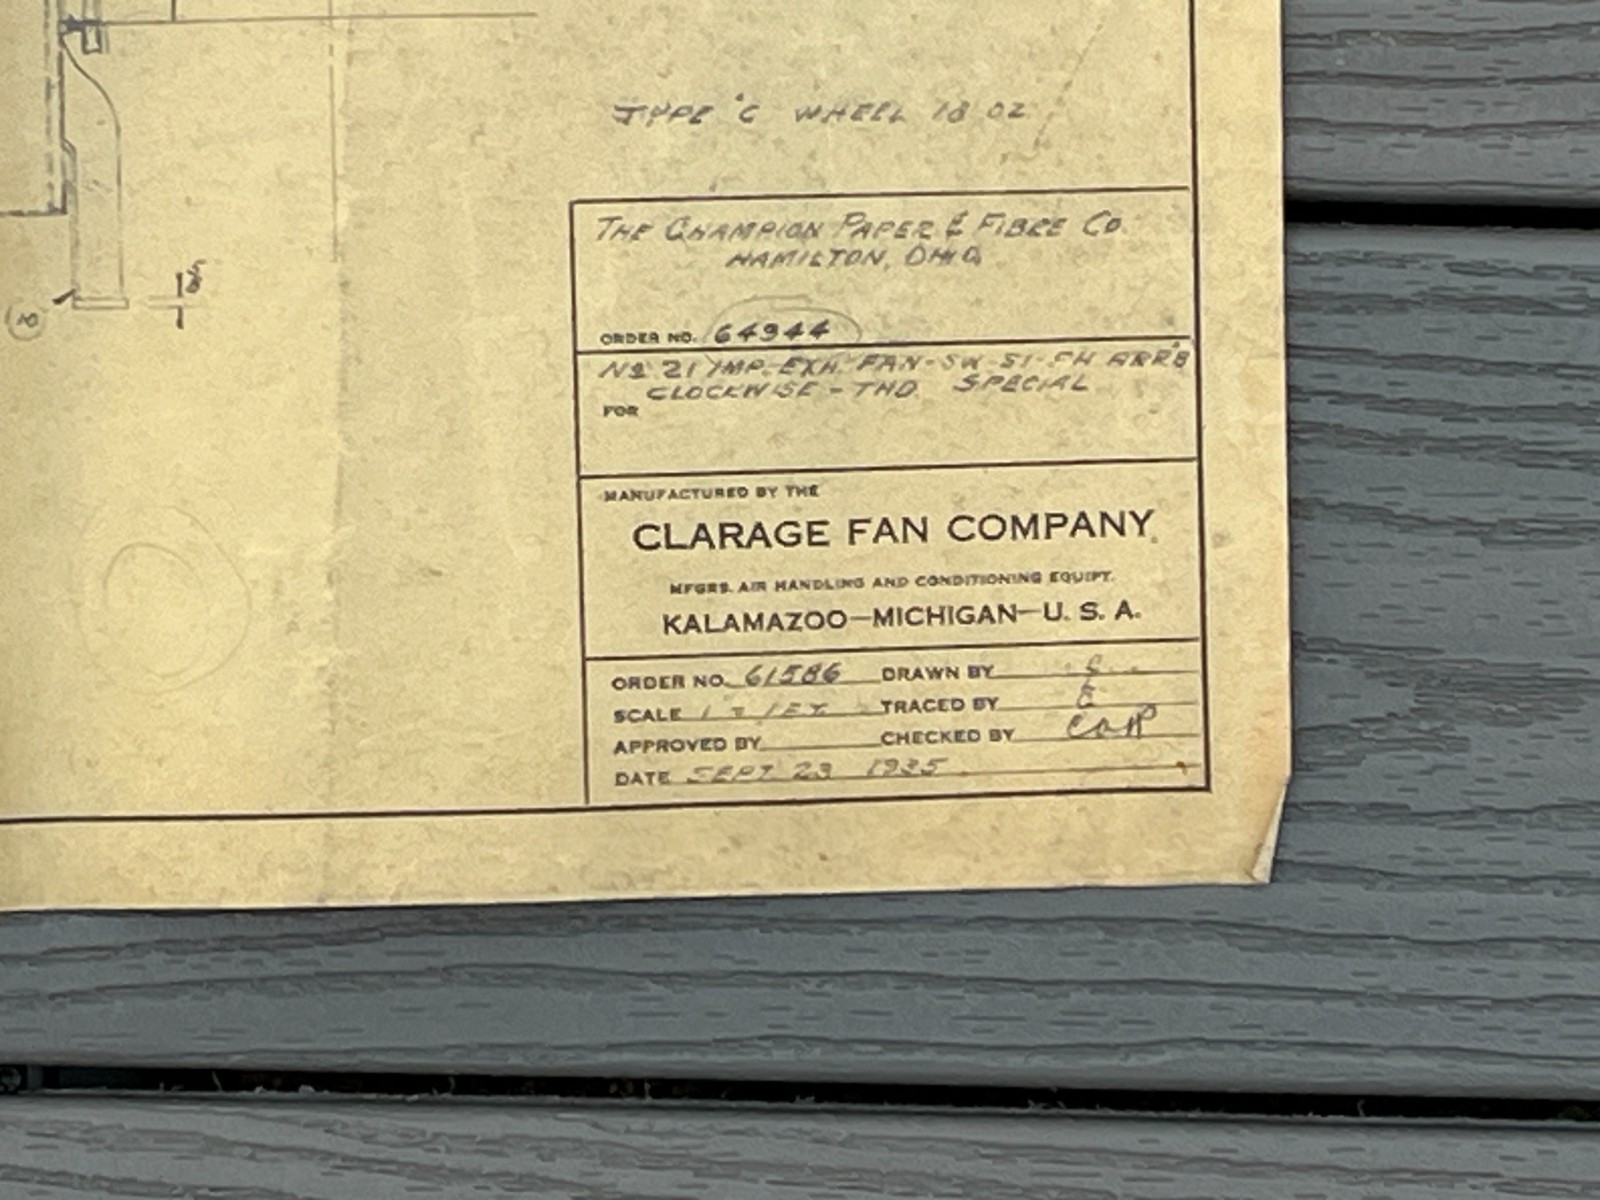 TYPE "C WHEEL 18 OZ
THE CHAMPION PAPER & FIBRE CO.
HAMILTON, OHIO
10
ORDER NO. 64944
No 21 IMP. EXH. FAN-SW-SI- ARR'8
CLOCKWISE - THD. SPECIAL
FOR
MANUFACTURED BY THE
CLARAGE FAN COMPANY.
MFGRS. AIR HANDLING AND CONDITIONING EQUIPT.
KALAMAZOO—MICHIGAN—U. S. A.
ORDER NO. 61586 DRAWN BY
SCALE TRACED BY
APPROVED BY CHECKED BY
DATE SEPT 23 1935